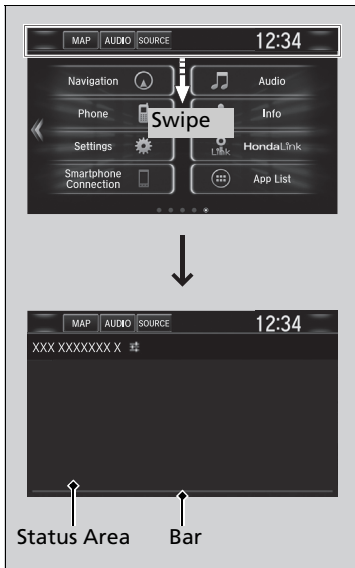 MAP AUDIO SOURCE 12:34
Navigation Audio
Phone Info
Swipe
Settings Link HondaLink
Smartphone
Connection App List
MAP AUDIO SOURCE 12:34
XXX XXXXXXX X
Status Area Bar